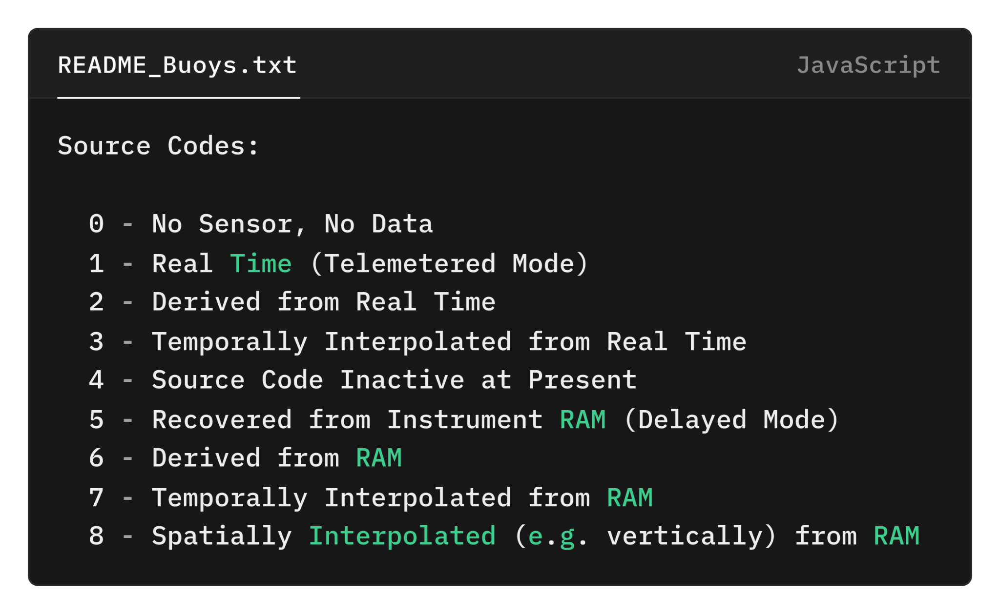 README_Buoys.txt
JavaScript
Source Codes:
0 - No Sensor, No Data
1 - Real Time (Telemetered Mode)
2 - Derived from Real Time
3 - Temporally Interpolated from Real Time
4 - Source Code Inactive at Present
5 - Recovered from Instrument RAM (Delayed Mode)
6 - Derived from RAM
7 - Temporally Interpolated from RAM
8 - Spatially Interpolated (e.g. vertically) from RAM